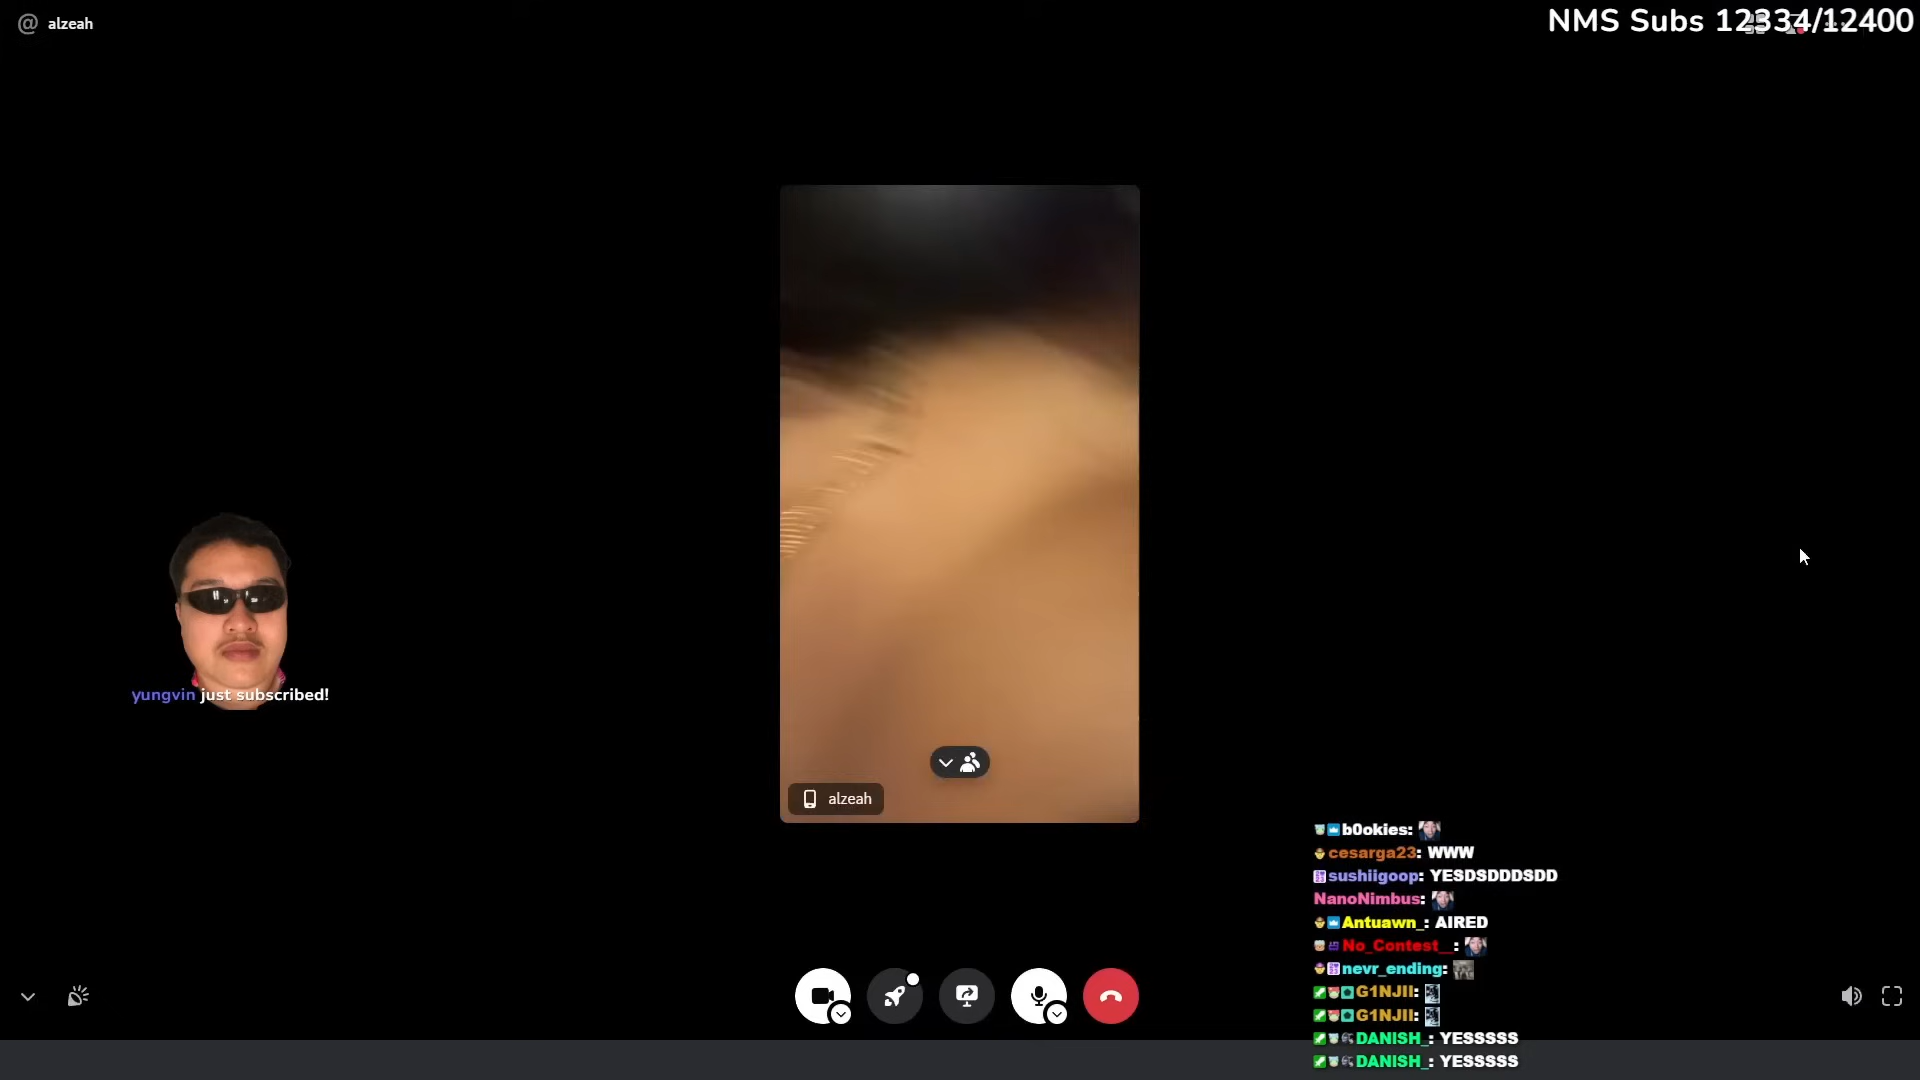 @ alzeah
NMS Subs 12334/12400
yungvin just subscribed!
alzeah
b0okies:
cesarga23: WWW
sushiigoop: YESDSDDDSDD
NanoNimbus:
Antuawn_: AIRED
No_Contest__:
nevr_ending:
G1NJII:
G1NJII:
DANISH_: YESSSSS
DANISH_: YESSSSS